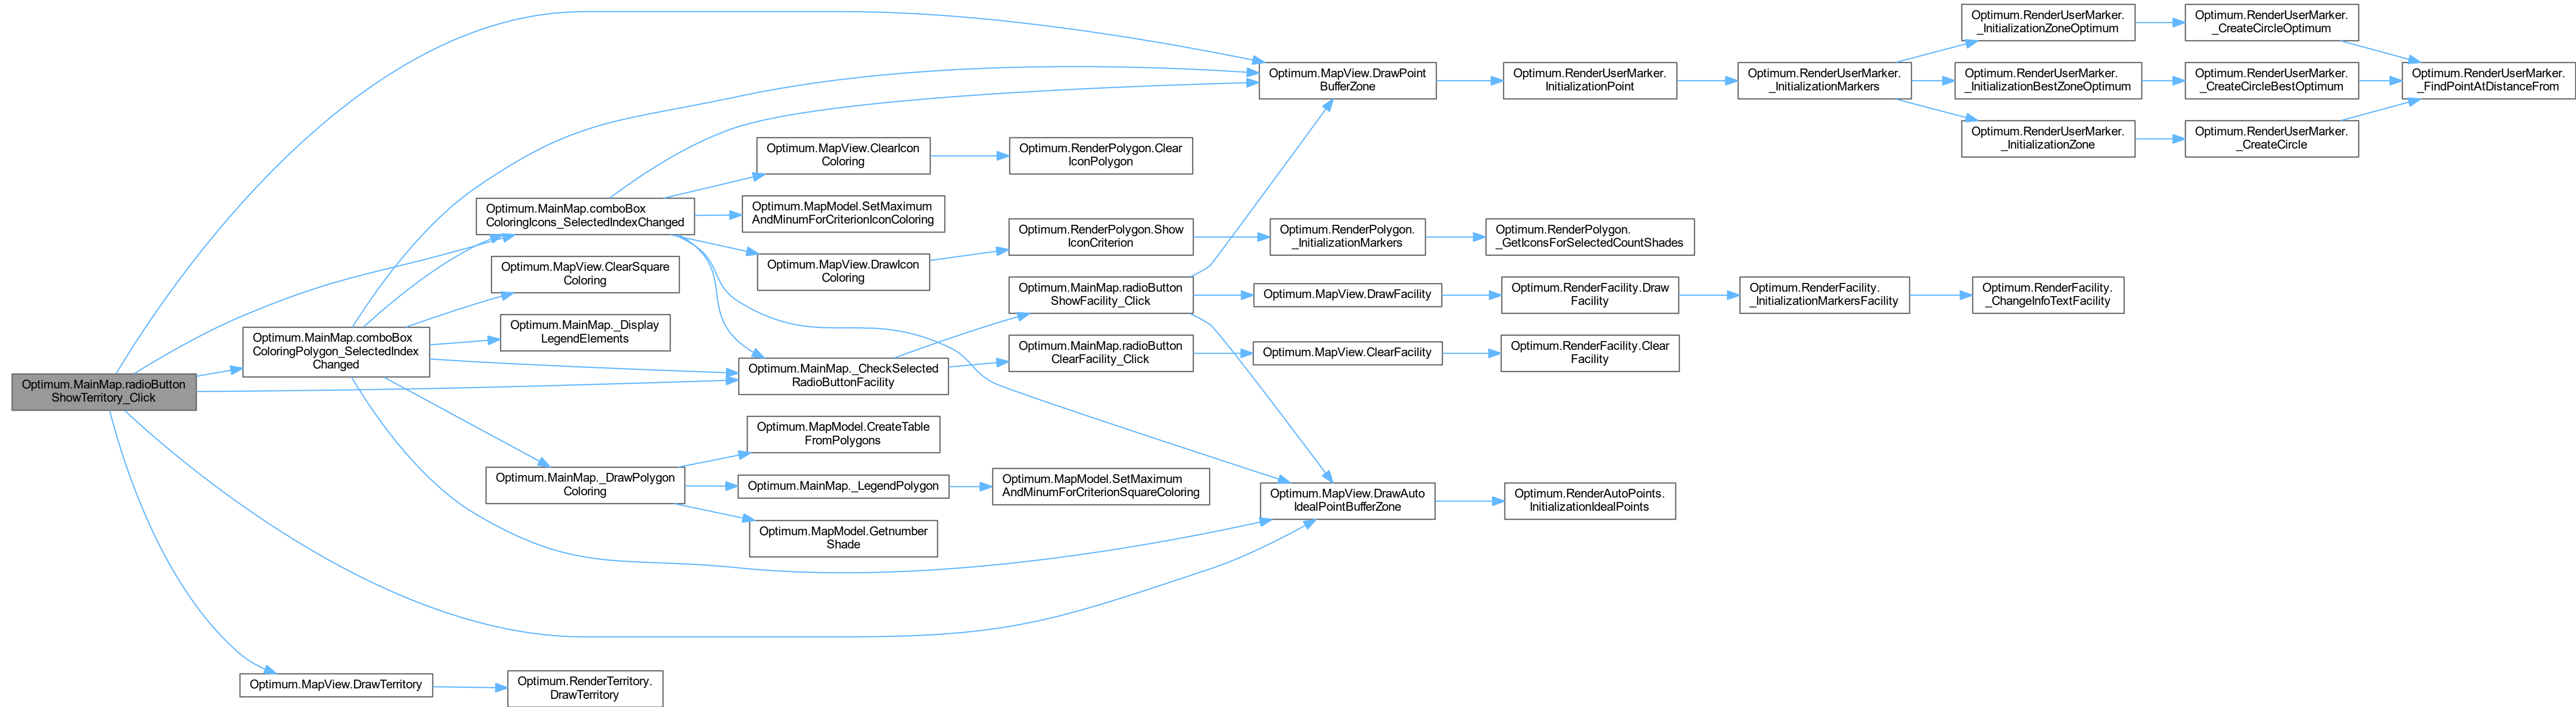 Optimum.MainMap.radioButton
ShowTerritory_Click
Optimum.MainMap.comboBox
ColoringPolygon_SelectedIndex
Changed
Optimum.MapView.DrawTerritory
Optimum.MainMap.comboBox
ColoringIcons_SelectedIndexChanged
Optimum.MapView.ClearSquare
Coloring
Optimum.MainMap._Display
LegendElements
Optimum.MainMap._DrawPolygon
Coloring
Optimum.RenderTerritory.
DrawTerritory
Optimum.MapView.ClearIcon
Coloring
Optimum.MapModel.SetMaximum
AndMinumForCriterionIconColoring
Optimum.MapView.DrawIcon
Coloring
Optimum.MainMap._CheckSelected
RadioButtonFacility
Optimum.MapModel.CreateTable
FromPolygons
Optimum.MainMap._LegendPolygon
Optimum.MapModel.Getnumber
Shade
Optimum.RenderPolygon.Clear
IconPolygon
Optimum.RenderPolygon.Show
IconCriterion
Optimum.MainMap.radioButton
ShowFacility_Click
Optimum.MainMap.radioButton
ClearFacility_Click
Optimum.MapModel.SetMaximum
AndMinumForCriterionSquareColoring
Optimum.MapView.DrawPoint
BufferZone
Optimum.RenderPolygon.
_InitializationMarkers
Optimum.MapView.DrawFacility
Optimum.MapView.ClearFacility
Optimum.MapView.DrawAuto
IdealPointBufferZone
Optimum.RenderUserMarker.
InitializationPoint
Optimum.RenderPolygon.
_GetIconsForSelectedCountShades
Optimum.RenderFacility.Draw
Facility
Optimum.RenderFacility.Clear
Facility
Optimum.RenderAutoPoints.
InitializationIdealPoints
Optimum.RenderUserMarker.
_InitializationMarkers
Optimum.RenderFacility.
_InitializationMarkersFacility
Optimum.RenderUserMarker.
_InitializationZoneOptimum
Optimum.RenderUserMarker.
_InitializationBestZoneOptimum
Optimum.RenderUserMarker.
_InitializationZone
Optimum.RenderFacility.
_ChangeInfoTextFacility
Optimum.RenderUserMarker.
_CreateCircleOptimum
Optimum.RenderUserMarker.
_CreateCircleBestOptimum
Optimum.RenderUserMarker.
_CreateCircle
Optimum.RenderUserMarker.
_FindPointAtDistanceFrom